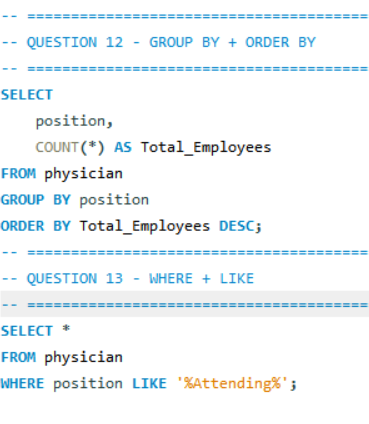 -- =======================================
-- QUESTION 12 - GROUP BY + ORDER BY
-- =======================================
SELECT
    position,
    COUNT(*) AS Total_Employees
FROM physician
GROUP BY position
ORDER BY Total_Employees DESC;
-- =======================================
-- QUESTION 13 - WHERE + LIKE
-- =======================================
SELECT *
FROM physician
WHERE position LIKE '%Attending%';